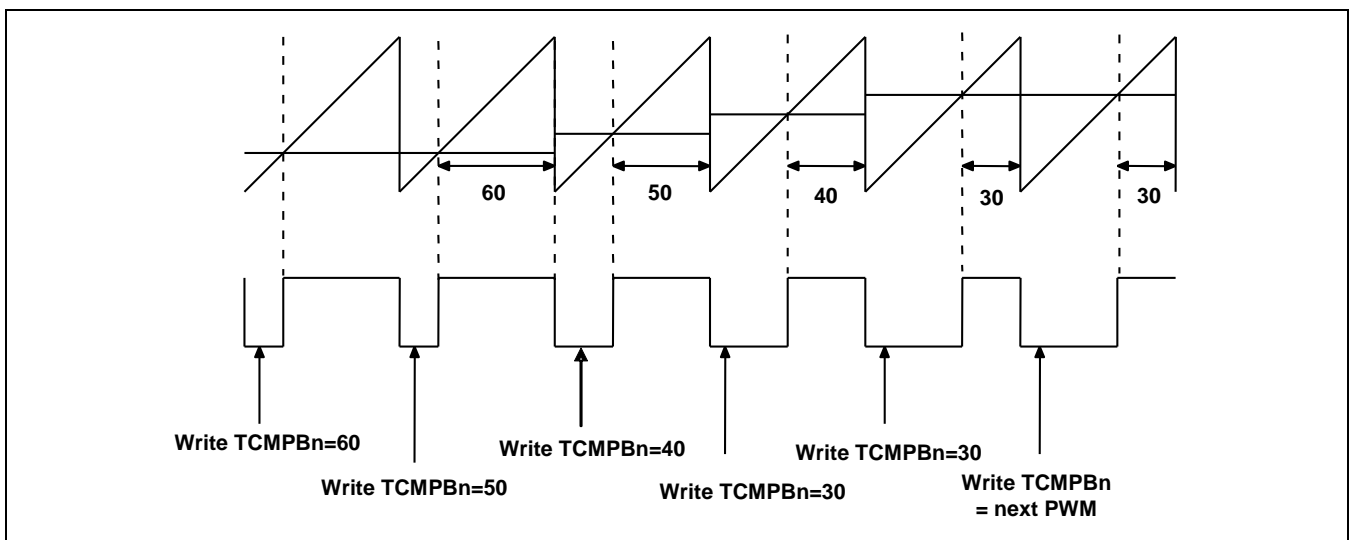 60
50
40
30
30
Write TCMPBn=60
Write TCMPBn=50
Write TCMPBn=40
Write TCMPBn=30
Write TCMPBn=30
Write TCMPBn
= next PWM